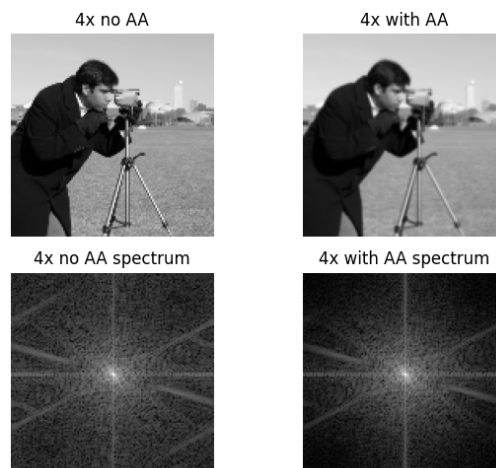 4x no AA
4x with AA
4x no AA spectrum
4x with AA spectrum